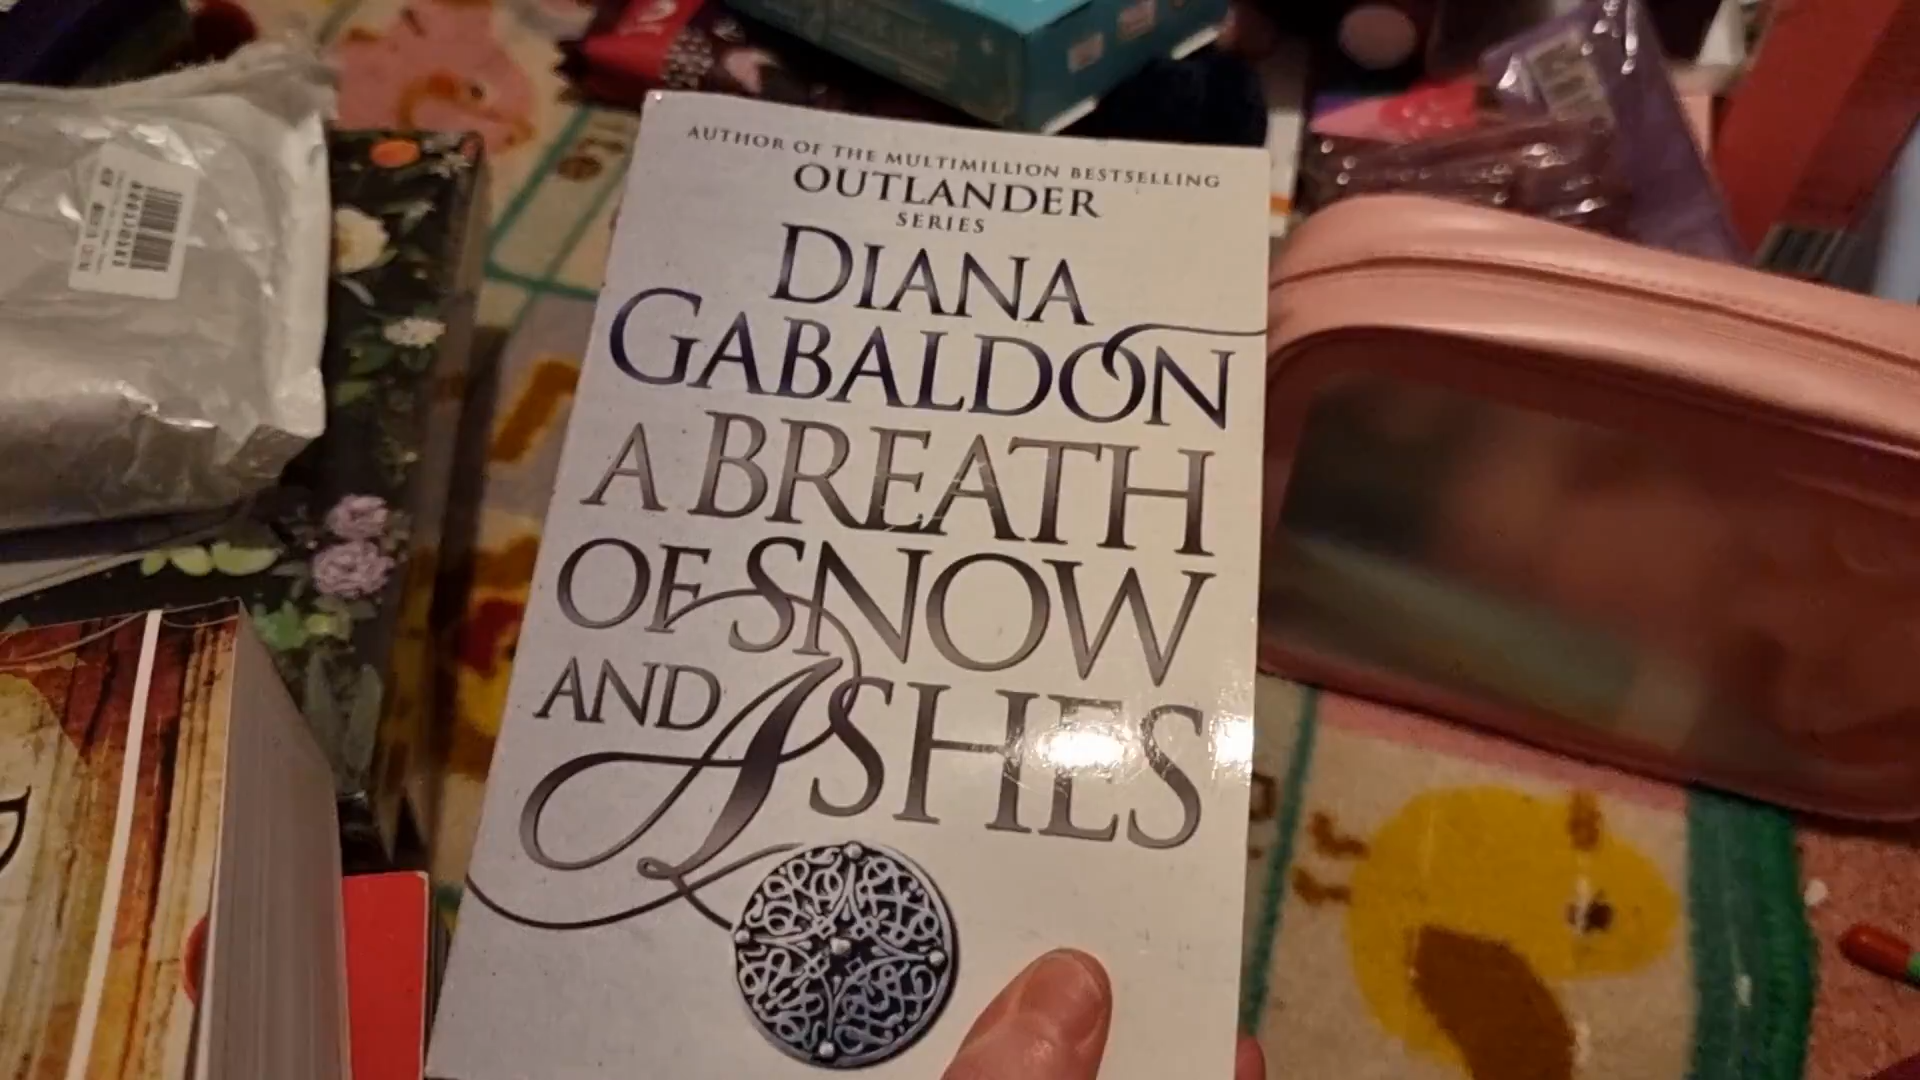 AUTHOR OF THE MULTIMILLION BESTSELLING
OUTLANDER
SERIES
DIANA
GABALDON
A BREATH
OF SNOW
AND ASHES